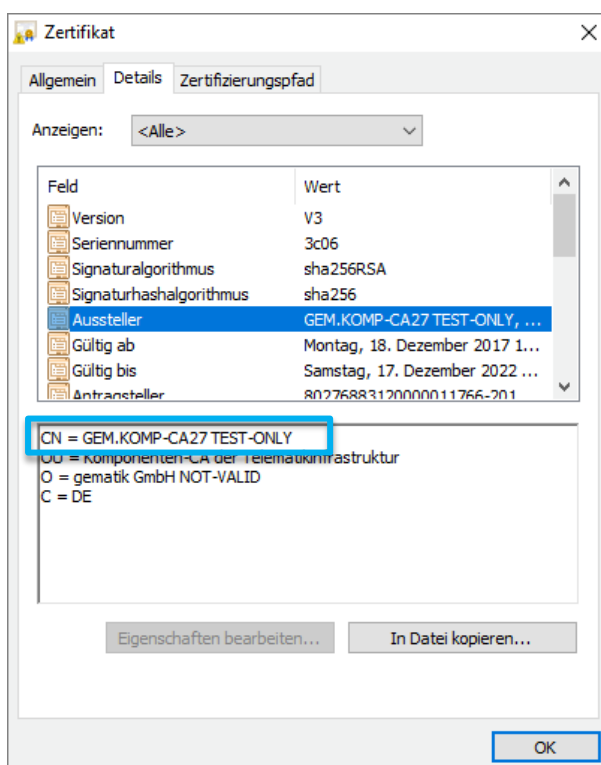 Zertifikat
Allgemein Details Zertifizierungspfad
Anzeigen: <Alle>
Feld Wert
Version V3
Seriennummer 3c06
Signaturalgorithmus sha256RSA
Signaturhashalgorithmus sha256
Aussteller GEM.KOMP-CA27 TEST-ONLY, ...
Gültig ab Montag, 18. Dezember 2017 1...
Gültig bis Samstag, 17. Dezember 2022 ...
Antragsteller 80276883120000011766-201
CN = GEM.KOMP-CA27 TEST-ONLY
OU = Komponenten-CA der Telematikinfrastruktur
O = gematik GmbH NOT-VALID
C = DE
Eigenschaften bearbeiten... In Datei kopieren...
OK